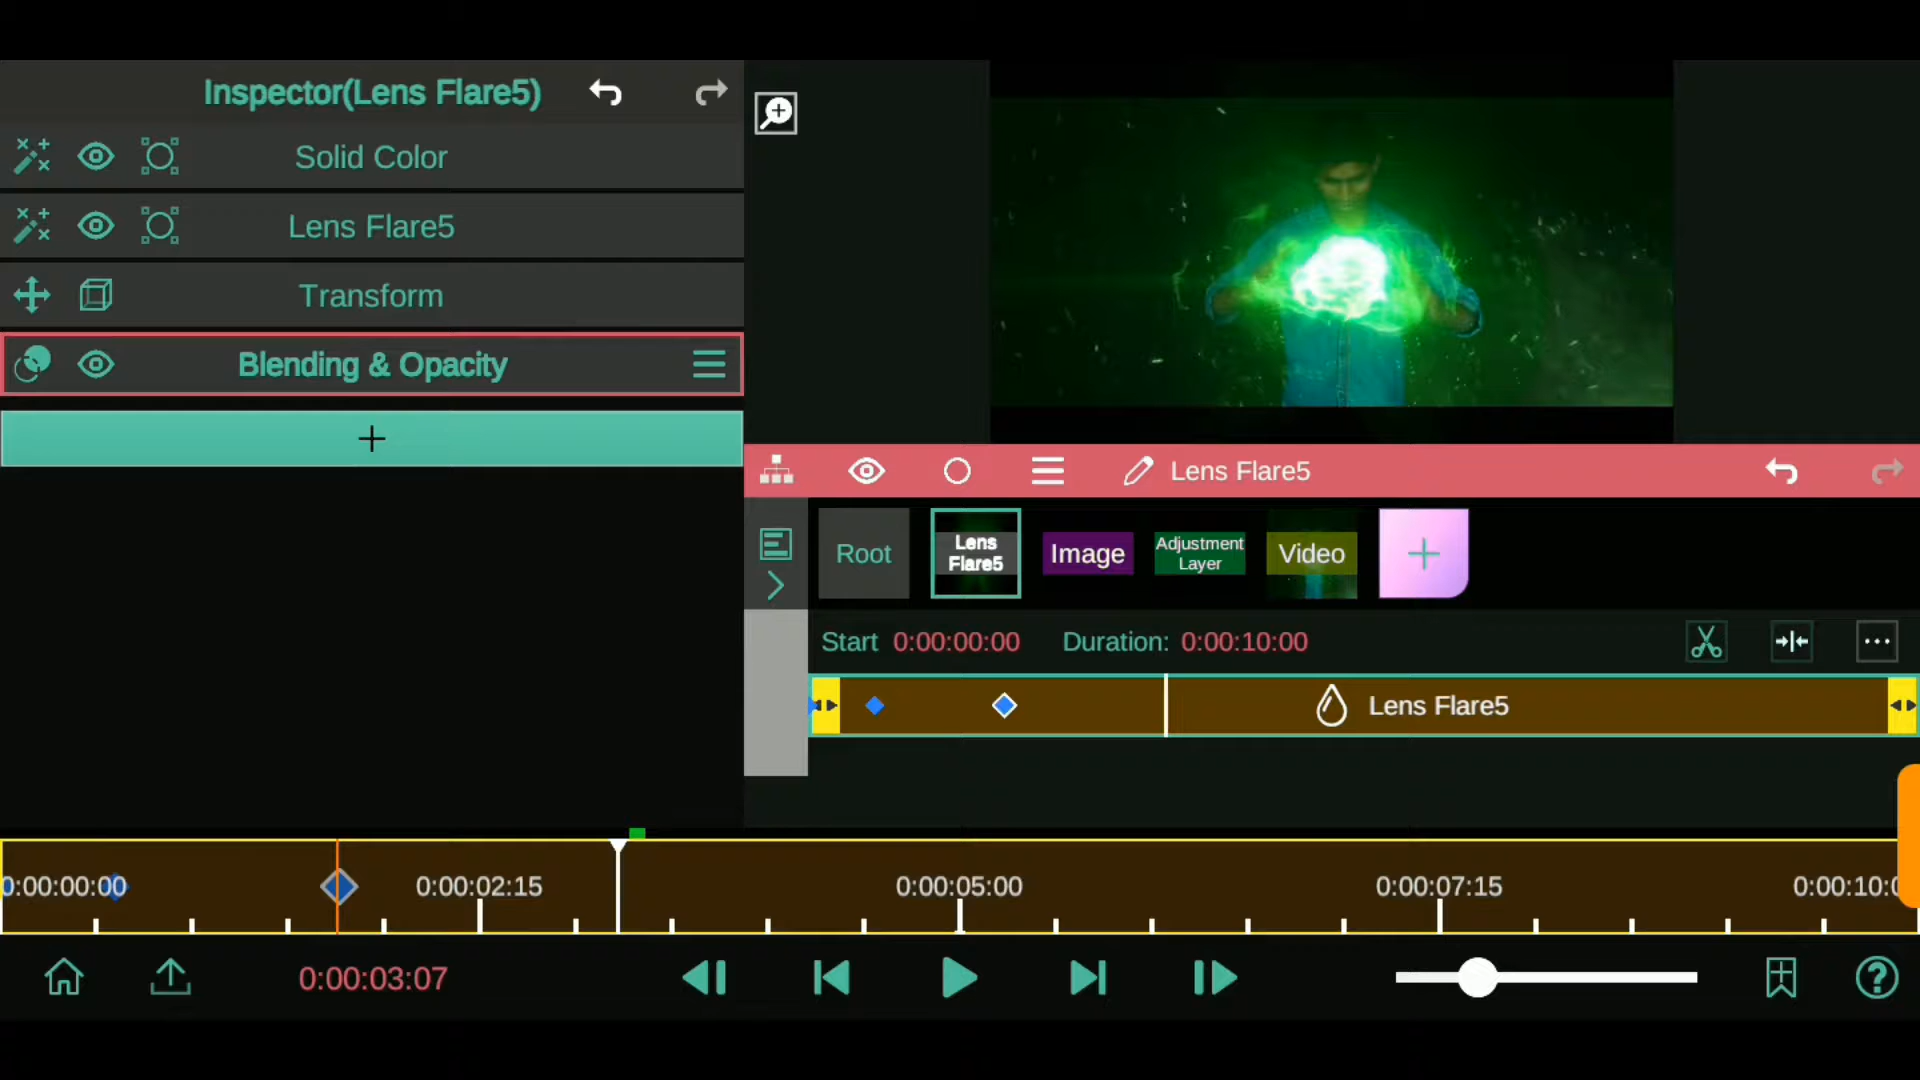 Inspector(Lens Flare5)
Solid Color
Lens Flare5
Transform
Blending & Opacity
Lens Flare5
Root
Lens
Flare5
Image
Adjustment
Layer
Video
Start 0:00:00:00 Duration: 0:00:10:00
Lens Flare5
0:00:00:00 0:00:02:15 0:00:05:00 0:00:07:15 0:00:10:0
0:00:03:07